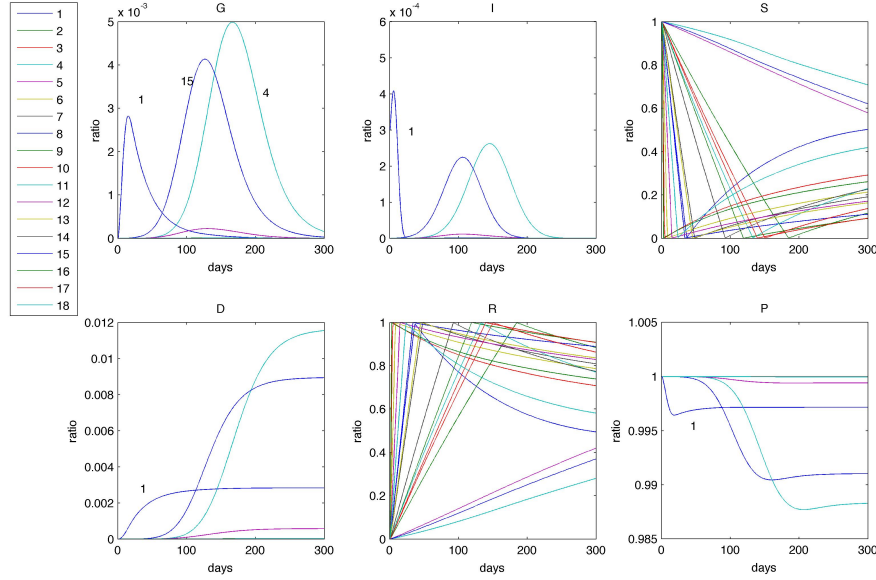 1
2
3
4
5
6
7
8
9
10
11
12
13
14
15
16
17
18
G
x 10⁻³
5
4
3
2
1
0
0 100 200 300
ratio
days
1
15
4
I
x 10⁻⁴
6
4
2
0
0 100 200 300
ratio
days
1
S
1
0.8
0.6
0.4
0.2
0
0 100 200 300
ratio
days
D
0.012
0.01
0.008
0.006
0.004
0.002
0
0 100 200 300
ratio
days
1
R
1
0.8
0.6
0.4
0.2
0
0 100 200 300
ratio
days
P
1.005
1
0.995
0.99
0.985
0 100 200 300
ratio
days
1